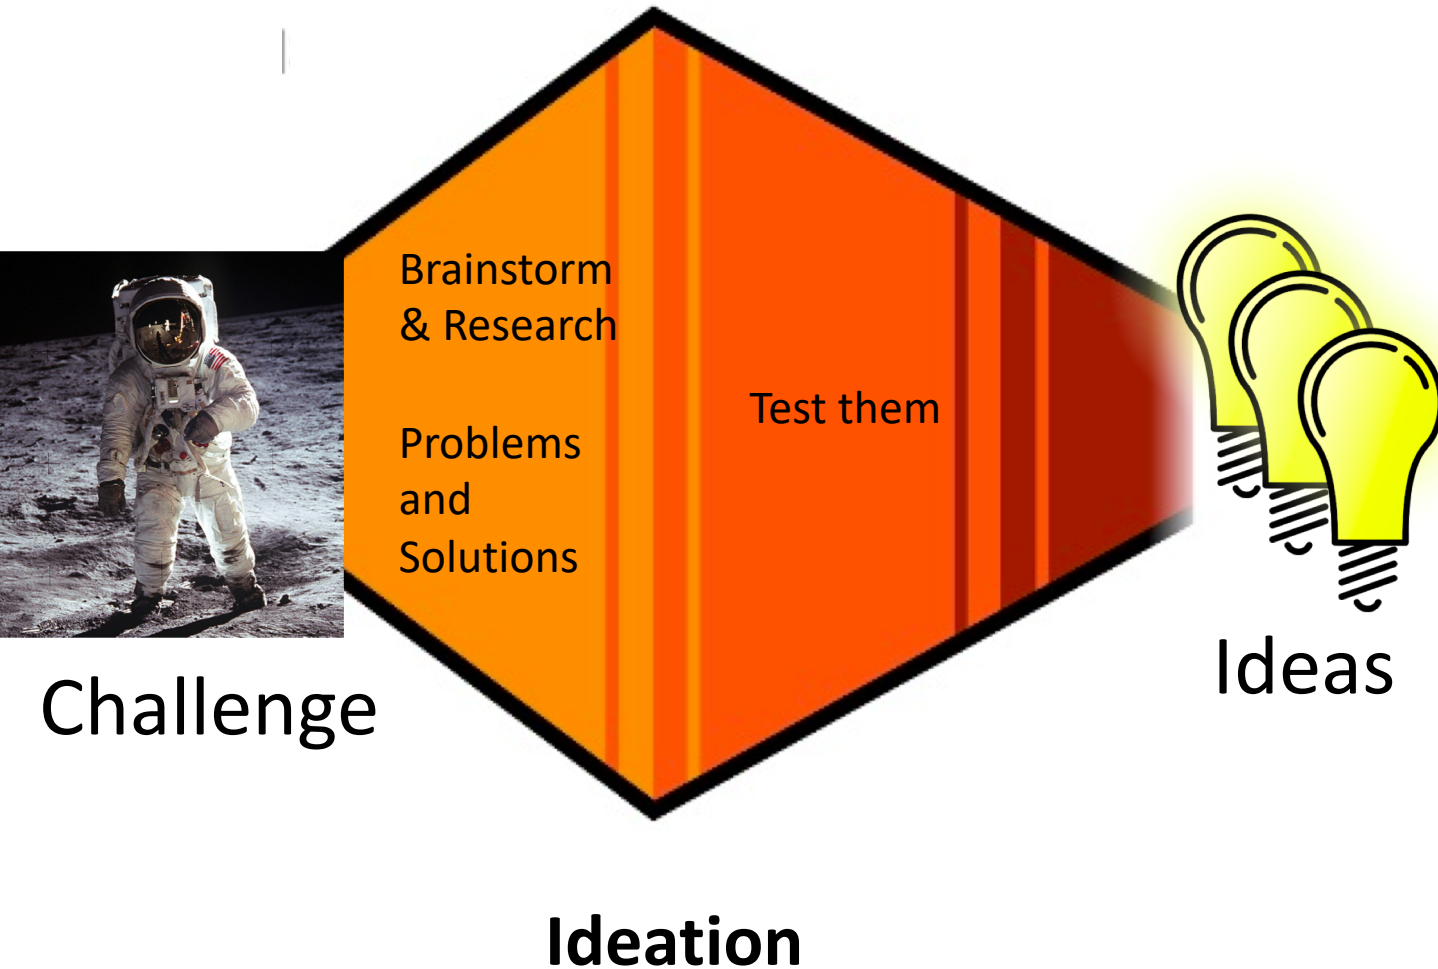 Brainstorm
& Research
Problems
and
Solutions
Test them
Challenge
Ideas
Ideation